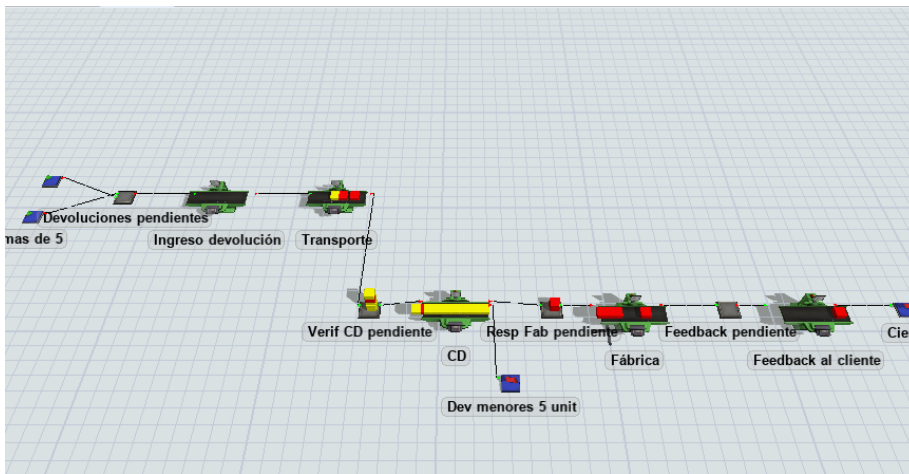 Devoluciones pendientes
mas de 5
Ingreso devolución
Transporte
Verif CD pendiente
CD
Resp Fab pendiente
Fábrica
Feedback pendiente
Feedback al cliente
Cie
Dev menores 5 unit